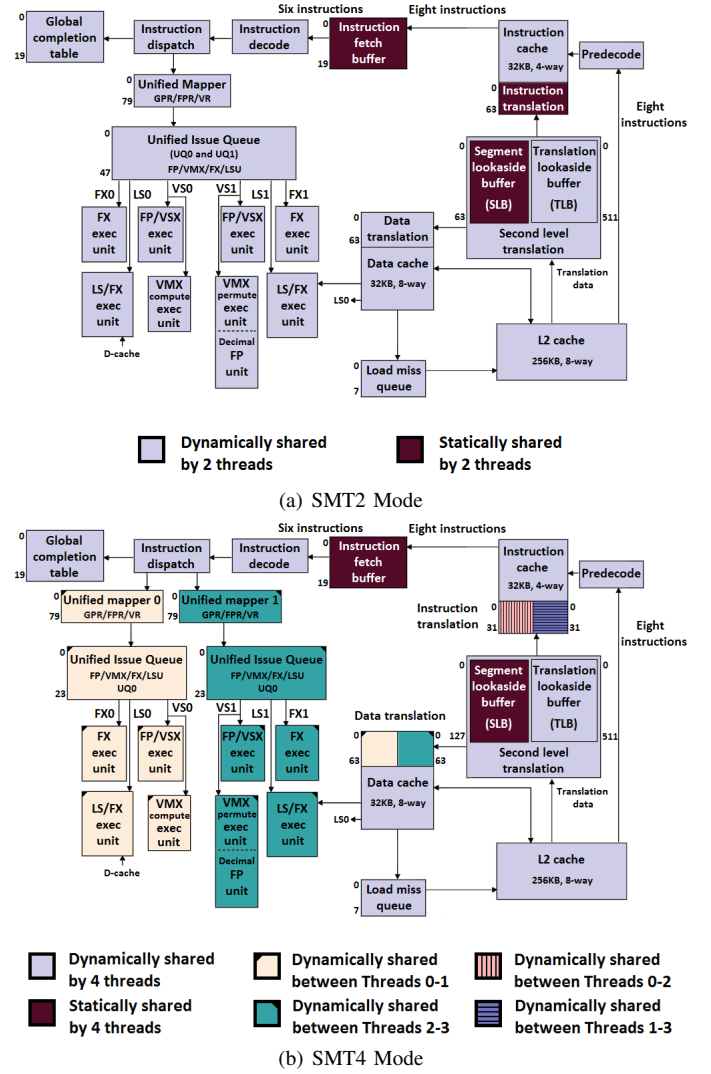 Six instructions
Eight instructions
0
Global
completion
table
19
Instruction
dispatch
Instruction
decode
0
Instruction
fetch
buffer
19
Instruction
cache
32KB, 4-way
Predecode
0
Instruction
translation
63
Eight
instructions
0
Unified Mapper
79
GPR/FPR/VR
0
Unified Issue Queue
(UQ0 and UQ1)
47
FP/VMX/FX/LSU
0
Segment
lookaside
buffer
(SLB)
63
Translation
lookaside
buffer
(TLB)
0
511
Second level
translation
FX0
LS0
VS0
VS1
LS1
FX1
FX
exec
unit
FP/VSX
exec
unit
FP/VSX
exec
unit
FX
exec
unit
0
Data
translation
63
Data cache
32KB, 8-way
LS0
Translation
data
LS/FX
exec
unit
VMX
compute
exec
unit
VMX
permute
exec
unit
Decimal
FP
unit
LS/FX
exec
unit
D-cache
0
Load miss
queue
7
L2 cache
256KB, 8-way
Dynamically shared
by 2 threads
Statically shared
by 2 threads
(a) SMT2 Mode
Six instructions
Eight instructions
0
Global
completion
table
19
Instruction
dispatch
Instruction
decode
0
Instruction
fetch
buffer
19
Instruction
cache
32KB, 4-way
Predecode
Instruction
translation
0
31
0
31
Eight
instructions
0
Unified mapper 0
79
GPR/FPR/VR
0
Unified mapper 1
79
GPR/FPR/VR
0
Unified Issue Queue
FP/VMX/FX/LSU
23
UQ0
0
Unified Issue Queue
FP/VMX/FX/LSU
23
UQ0
0
Segment
lookaside
buffer
(SLB)
127
Translation
lookaside
buffer
(TLB)
0
511
Second level
translation
FX0
LS0
VS0
VS1
LS1
FX1
FX
exec
unit
FP/VSX
exec
unit
FP/VSX
exec
unit
FX
exec
unit
Data translation
0
63
0
63
Data cache
32KB, 8-way
LS0
Translation
data
LS/FX
exec
unit
VMX
compute
exec
unit
VMX
permute
exec
unit
Decimal
FP
unit
LS/FX
exec
unit
D-cache
0
Load miss
queue
7
L2 cache
256KB, 8-way
Dynamically shared
by 4 threads
Dynamically shared
between Threads 0-1
Dynamically shared
between Threads 0-2
Statically shared
by 4 threads
Dynamically shared
between Threads 2-3
Dynamically shared
between Threads 1-3
(b) SMT4 Mode